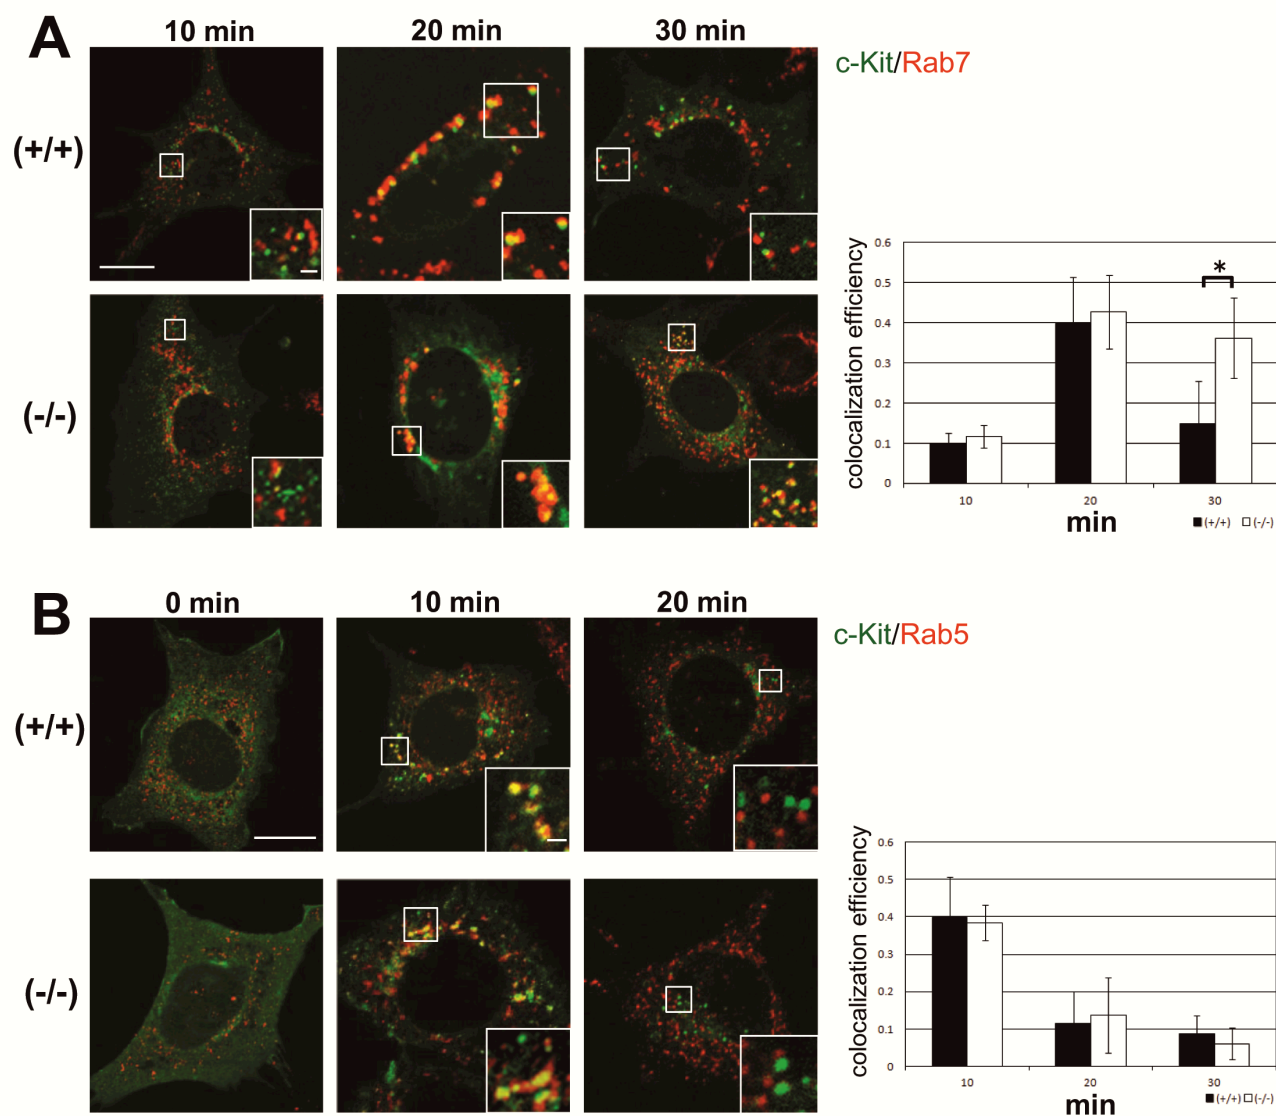 A
10 min
20 min
30 min
c-Kit/Rab7
(+/+)
(-/-)
colocalization efficiency
0.6
0.5
0.4
0.3
0.2
0.1
0
*
10
20
30
min
(+/+) (-/-)
B
0 min
10 min
20 min
c-Kit/Rab5
(+/+)
(-/-)
colocalization efficiency
0.6
0.5
0.4
0.3
0.2
0.1
0
10
20
30
min
(+/+) (-/-)